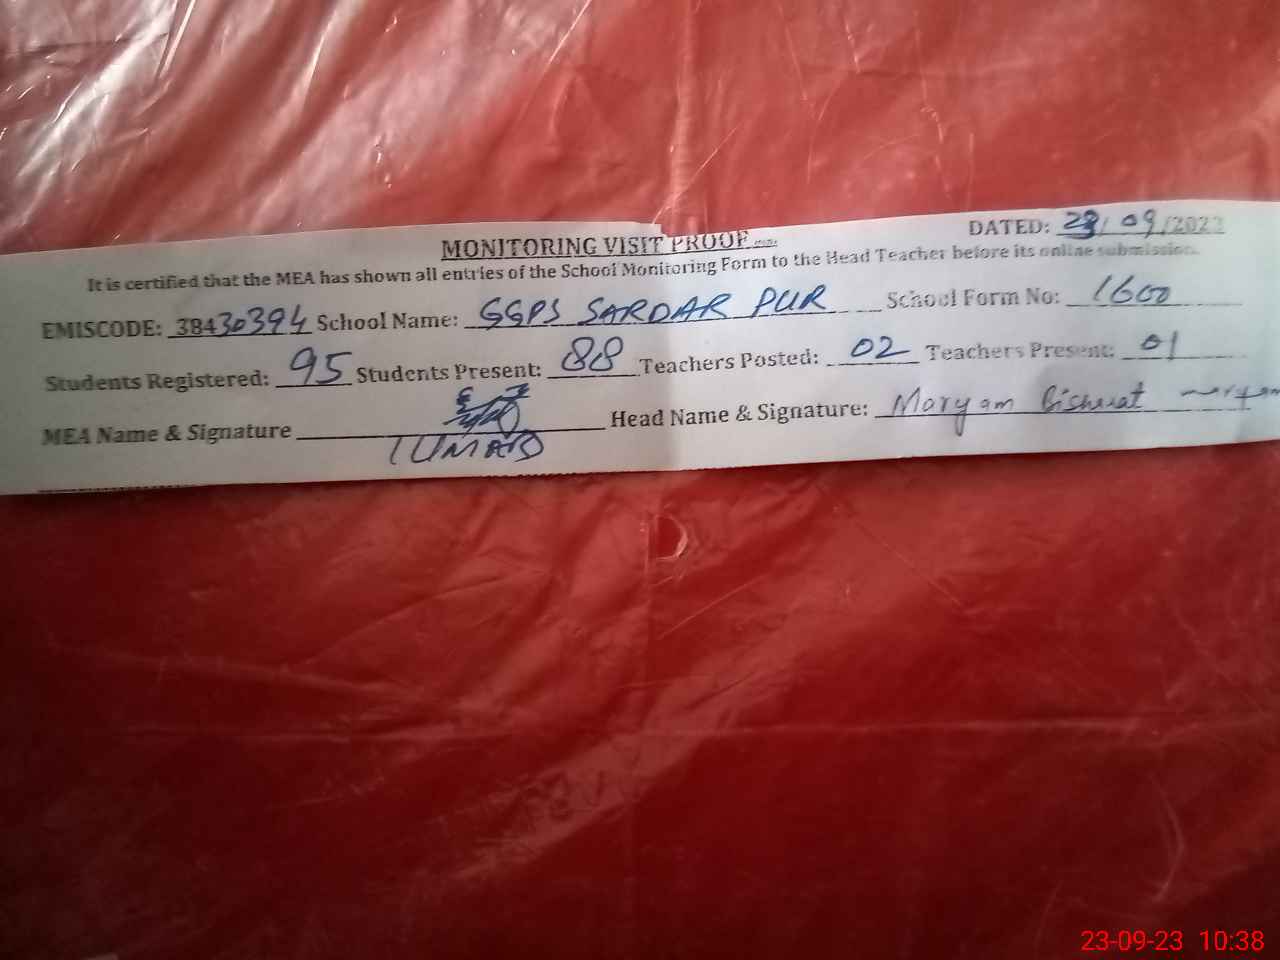 DATED: 23/09/2023
MONITORING VISIT PROOF
It is certified that the MEA has shown all entries of the School Monitoring Form to the Head Teacher before its online submission.
EMISCODE: 38430394 School Name: GGPS SARDAR PUR School Form No: 1600
Students Registered: 95 Students Present: 88 Teachers Posted: 02 Teachers Present: 01
MEA Name & Signature Head Name & Signature: Maryam Bisharat maryam
23-09-23 10:38